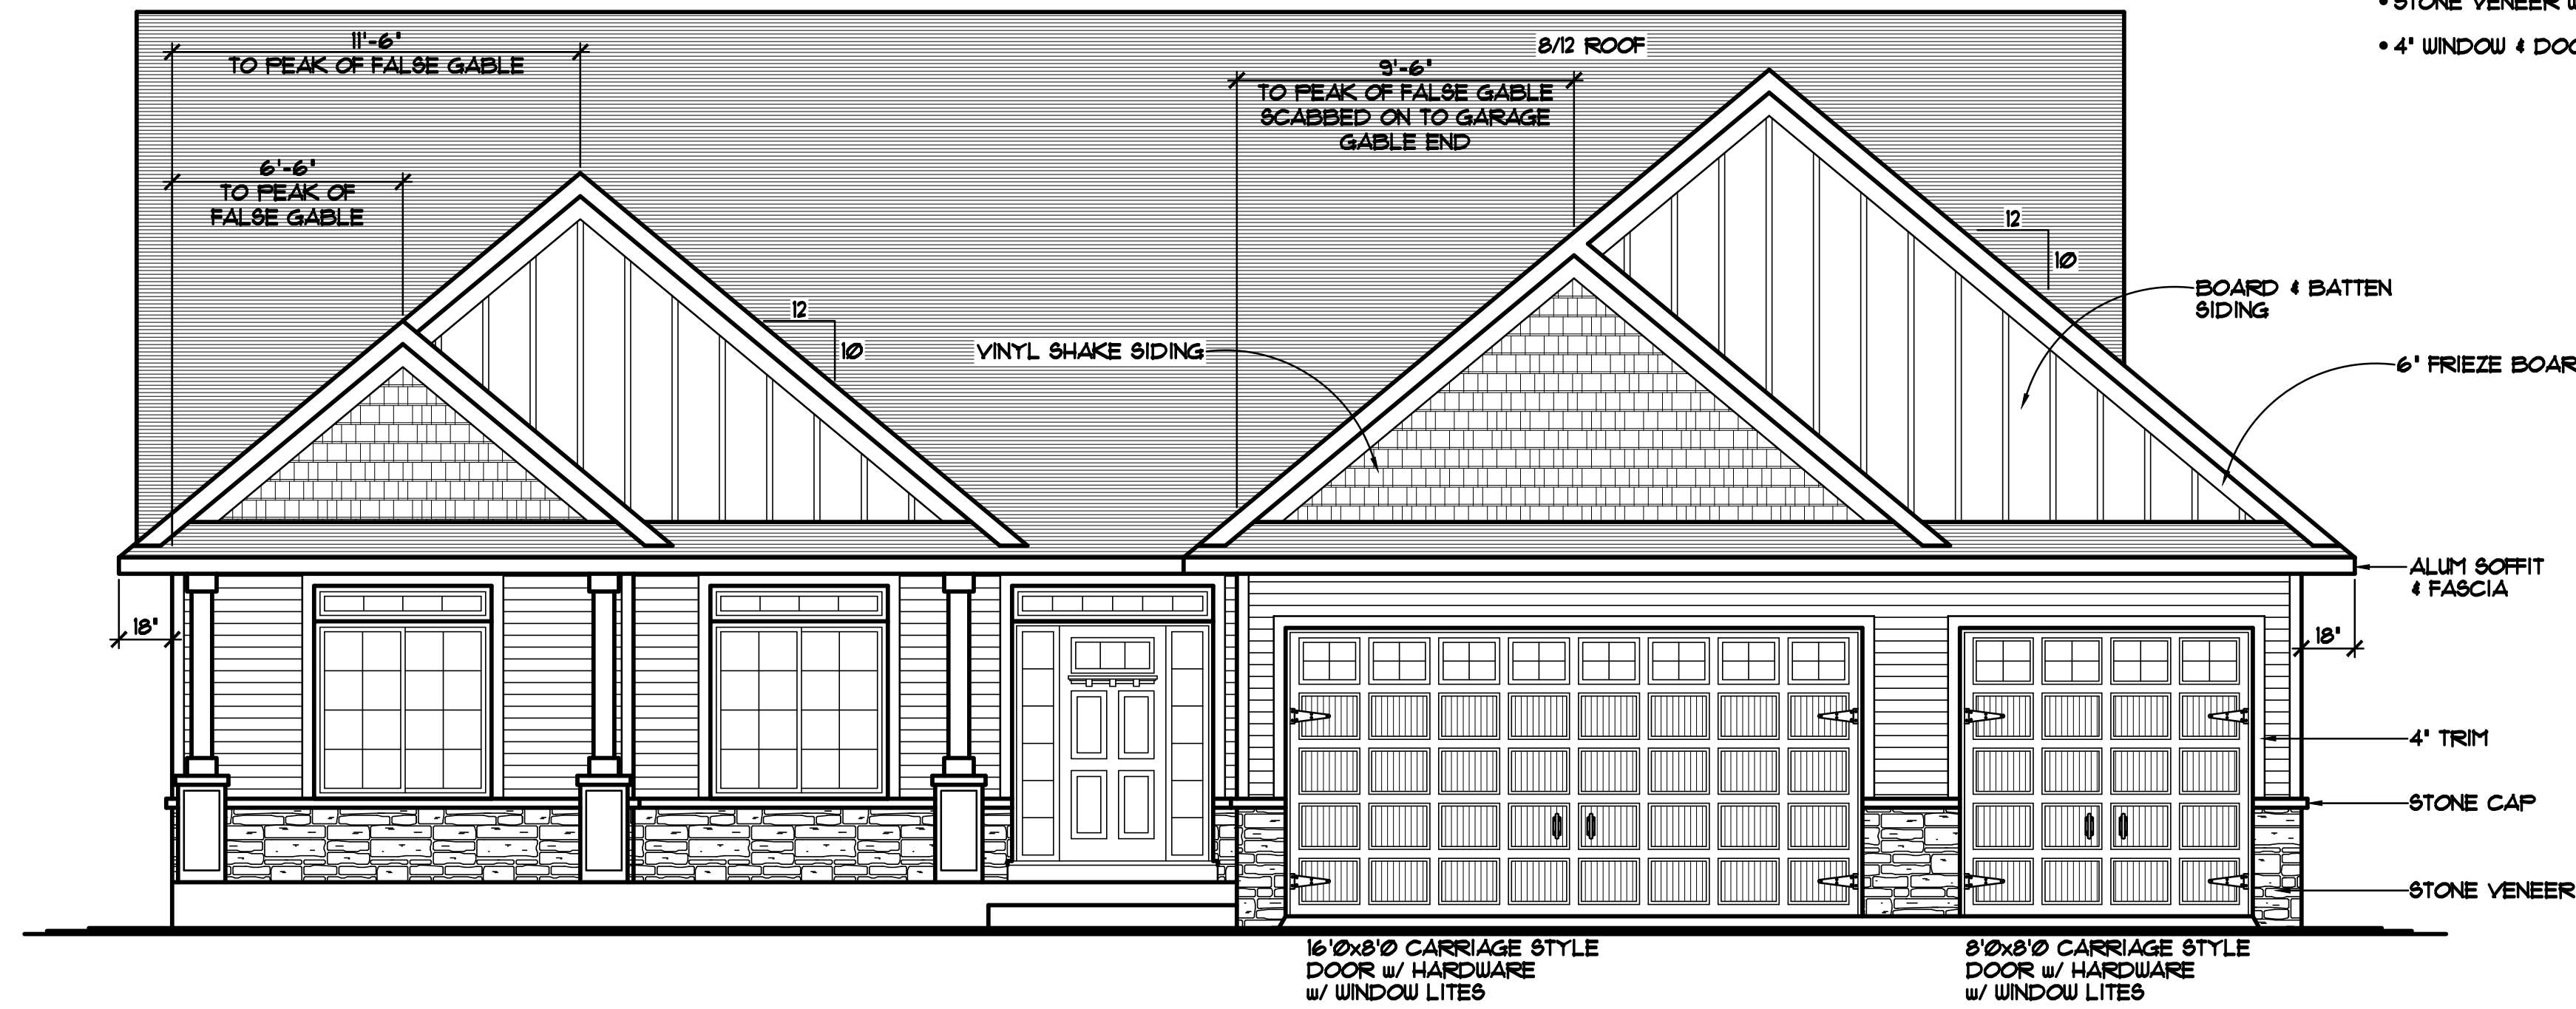 • STONE VENEER
• 4" WINDOW &
11'-6"
TO PEAK OF FALSE GABLE
8/12 ROOF
9'-6"
TO PEAK OF FALSE GABLE
SCABBED ON TO GARAGE
GABLE END
6'-6"
TO PEAK OF
FALSE GABLE
12
10
12
10
BOARD & BATTEN
SIDING
VINYL SHAKE SIDING
6" FRIEZE
ALUM SOFFIT
& FASCIA
18"
18"
4" TRIM
STONE CAP
STONE VENEER
16'0x8'0 CARRIAGE STYLE
DOOR w/ HARDWARE
w/ WINDOW LITES
8'0x8'0 CARRIAGE STYLE
DOOR w/ HARDWARE
w/ WINDOW LITES